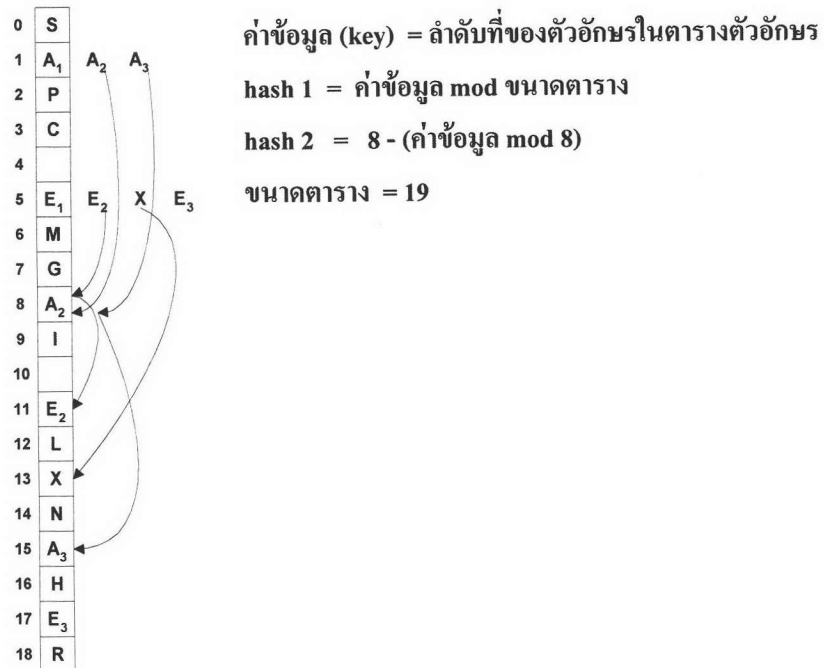 0 S
1 A₁ A₂ A₃
2 P
3 C
4
5 E₁ E₂ X E₃
6 M
7 G
8 A₂
9 I
10
11 E₂
12 L
13 X
14 N
15 A₃
16 H
17 E₃
18 R
ค่าข้อมูล (key) = ลำดับที่ของตัวอักษรในตารางตัวอักษร
hash 1 = ค่าข้อมูล mod ขนาดตาราง
hash 2 = 8 - (ค่าข้อมูล mod 8)
ขนาดตาราง = 19